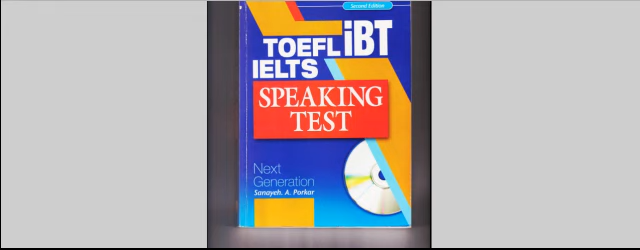 Second Edition
TOEFL iBT
IELTS
SPEAKING
TEST
Next
Generation
Sanayeh. A. Porkar